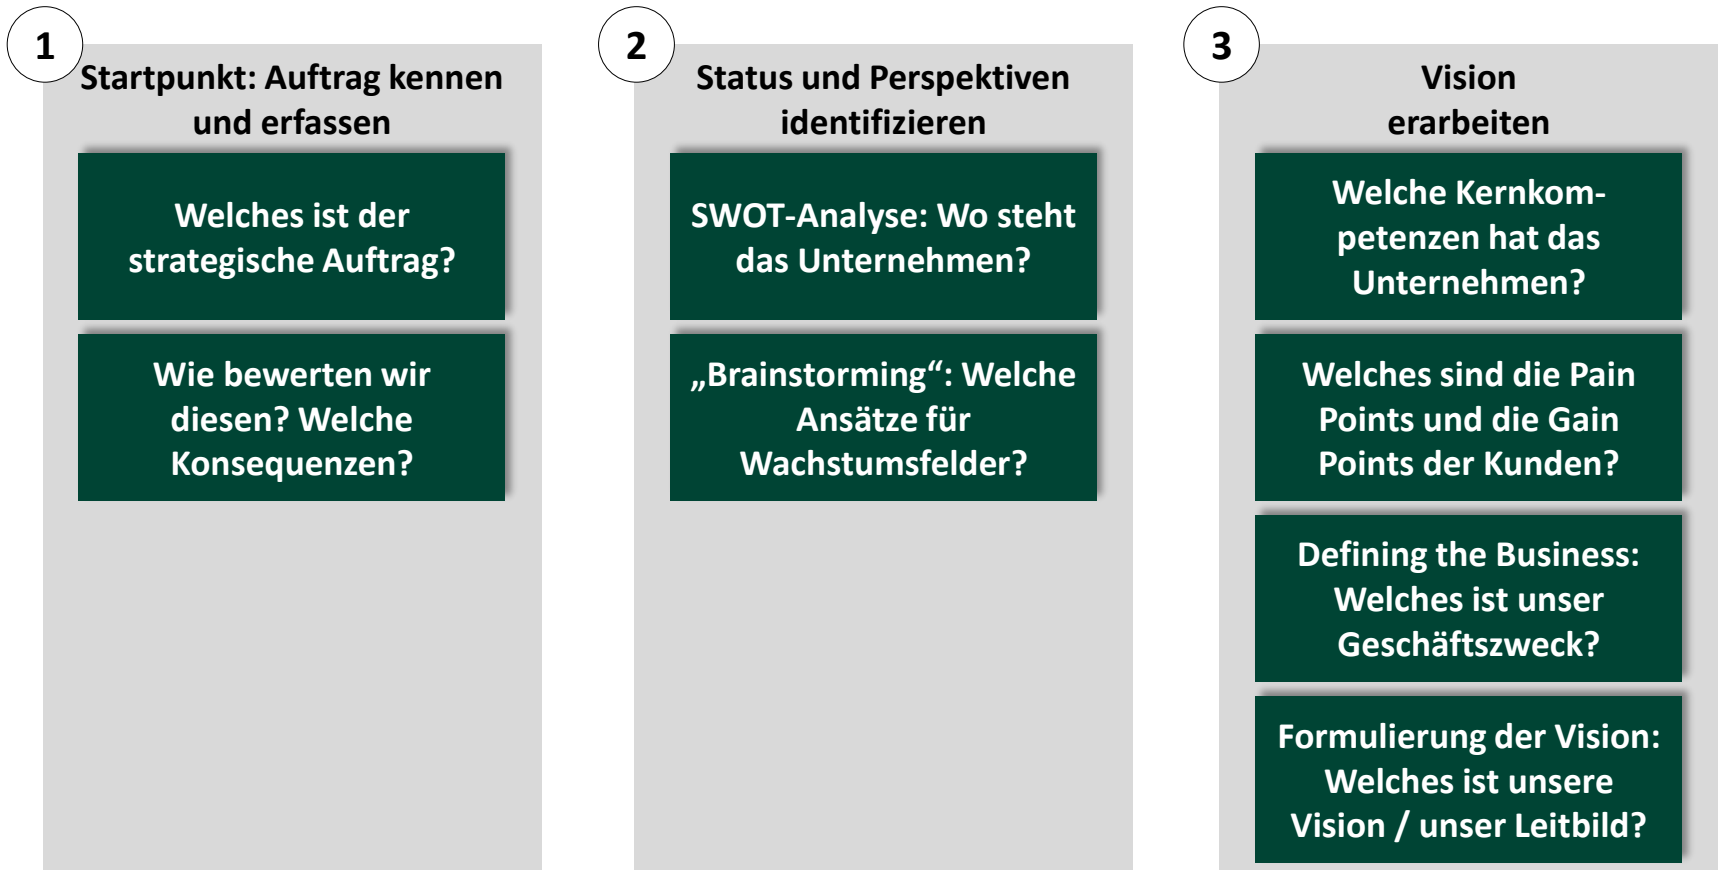 1
Startpunkt: Auftrag kennen
und erfassen
Welches ist der
strategische Auftrag?
Wie bewerten wir
diesen? Welche
Konsequenzen?
2
Status und Perspektiven
identifizieren
SWOT-Analyse: Wo steht
das Unternehmen?
„Brainstorming“: Welche
Ansätze für
Wachstumsfelder?
3
Vision
erarbeiten
Welche Kernkom-
petenzen hat das
Unternehmen?
Welches sind die Pain
Points und die Gain
Points der Kunden?
Defining the Business:
Welches ist unser
Geschäftszweck?
Formulierung der Vision:
Welches ist unsere
Vision / unser Leitbild?